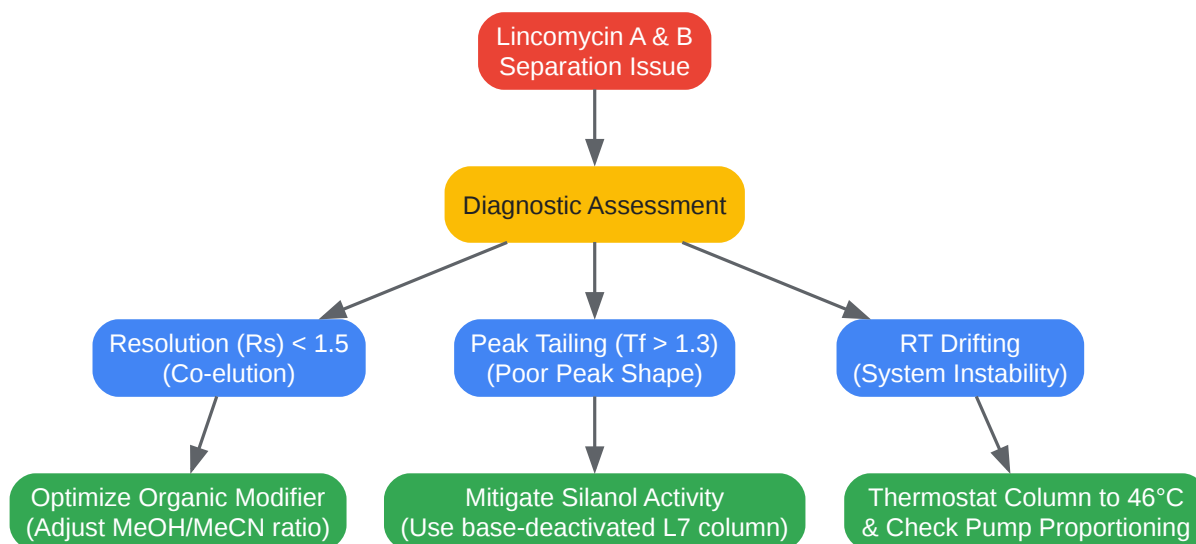 Lincomycin A & B
Separation Issue
Diagnostic Assessment
Resolution (Rs) < 1.5
(Co-elution)
Peak Tailing (Tf > 1.3)
(Poor Peak Shape)
RT Drifting
(System Instability)
Optimize Organic Modifier
(Adjust MeOH/MeCN ratio)
Mitigate Silanol Activity
(Use base-deactivated L7 column)
Thermostat Column to 46°C
& Check Pump Proportioning